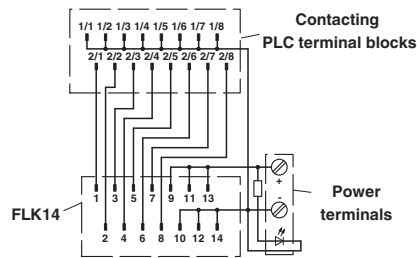 Contacting
PLC terminal blocks
1/1 1/2 1/3 1/4 1/5 1/6 1/7 1/8
2/1 2/2 2/3 2/4 2/5 2/6 2/7 2/8
+
-
Power
terminals
FLK14
1 3 5 7 9 11 13
2 4 6 8 10 12 14